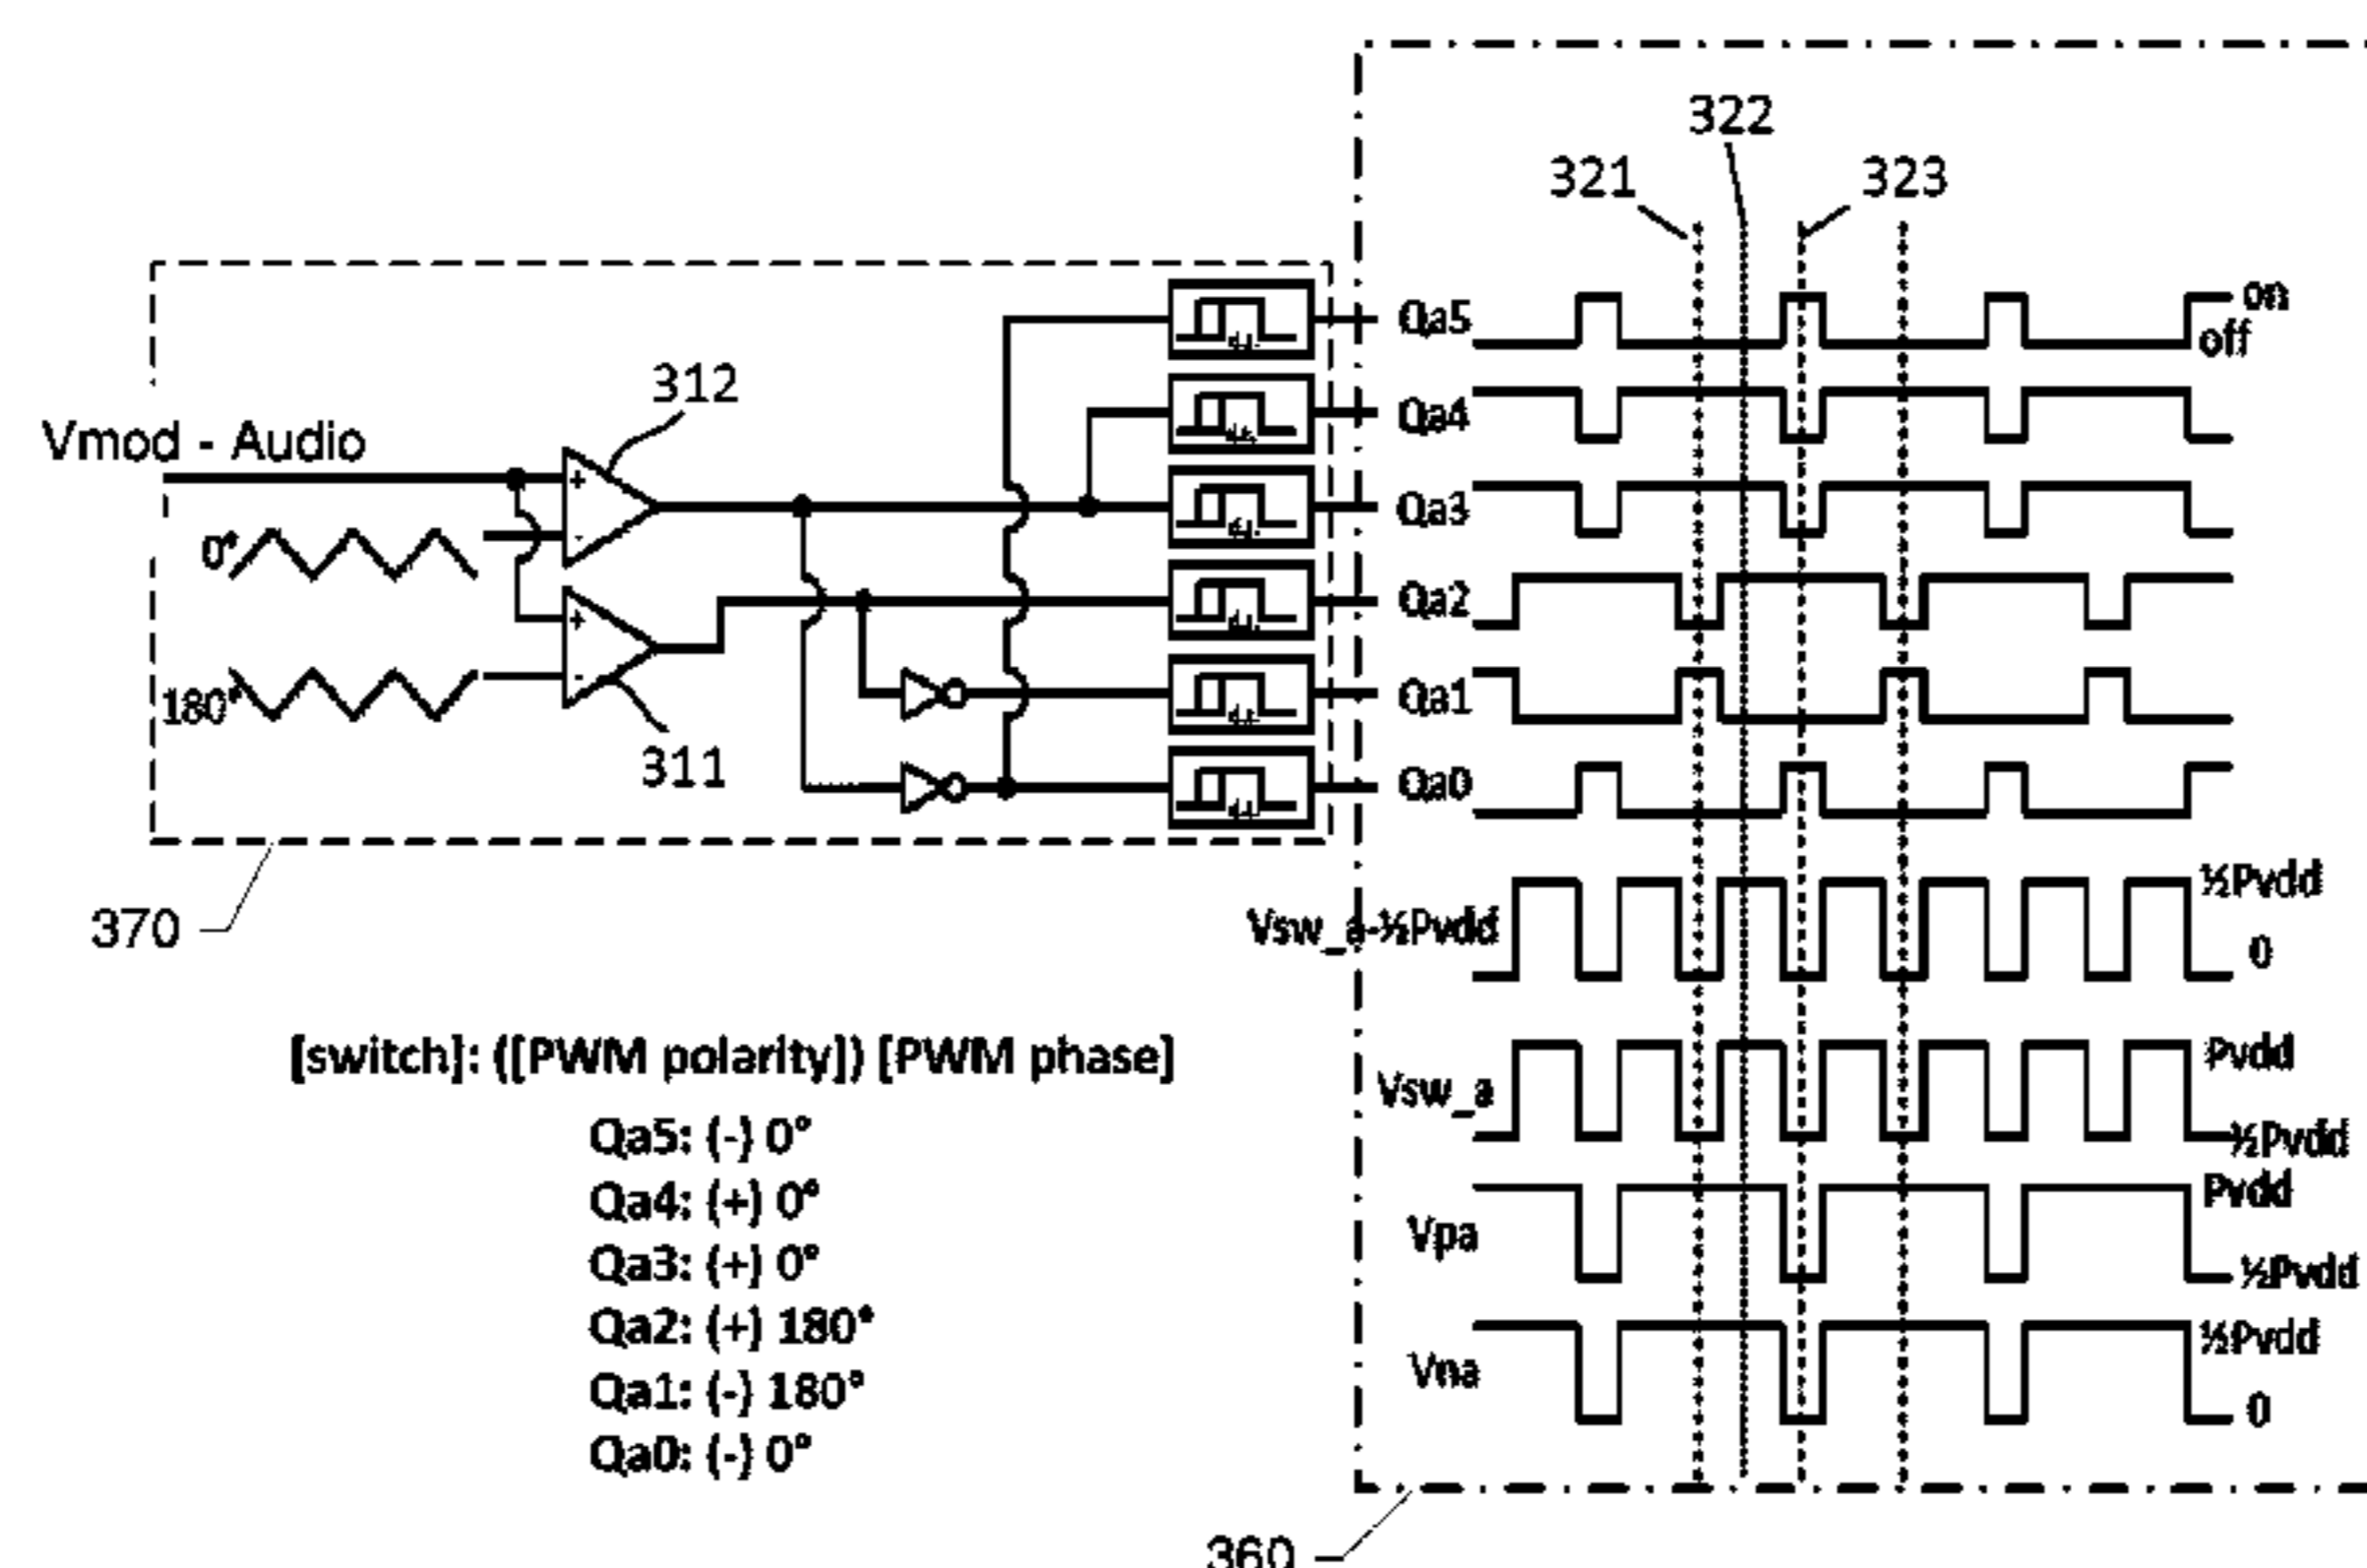 322
321
323
312
Vmod - Audio
0°
+
-
180°
+
-
311
370
Qa5
on
off
Qa4
Qa3
Qa2
Qa1
Qa0
Vsw_a-½Pvdd
½Pvdd
0
Vsw_a
Pvdd
½Pvdd
Vpa
Pvdd
½Pvdd
Vna
½Pvdd
0
[switch]: ([PWM polarity]) [PWM phase]
Qa5: (-) 0°
Qa4: (+) 0°
Qa3: (+) 0°
Qa2: (+) 180°
Qa1: (-) 180°
Qa0: (-) 0°
360